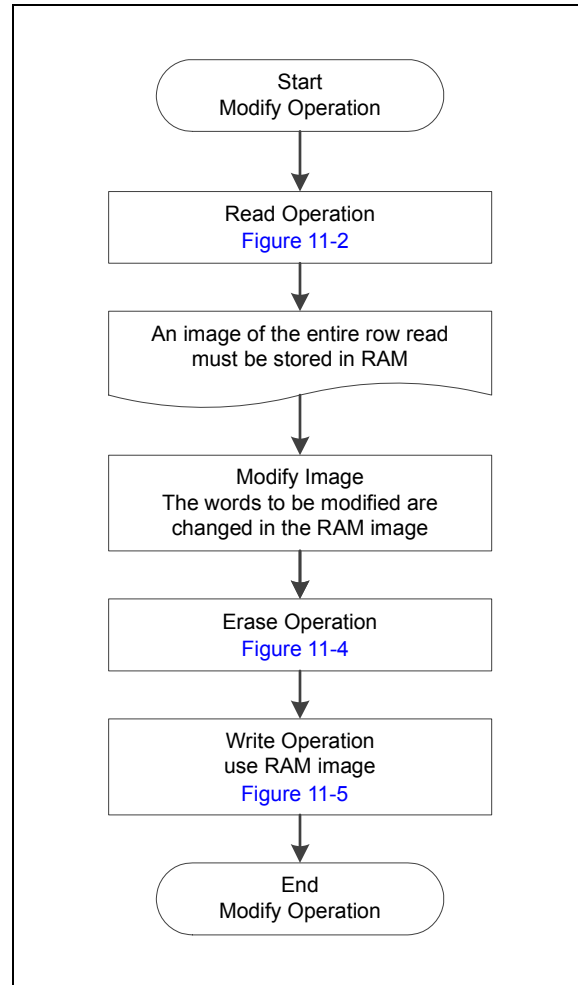 Start
Modify Operation
Read Operation
Figure 11-2
An image of the entire row read
must be stored in RAM
Modify Image
The words to be modified are
changed in the RAM image
Erase Operation
Figure 11-4
Write Operation
use RAM image
Figure 11-5
End
Modify Operation